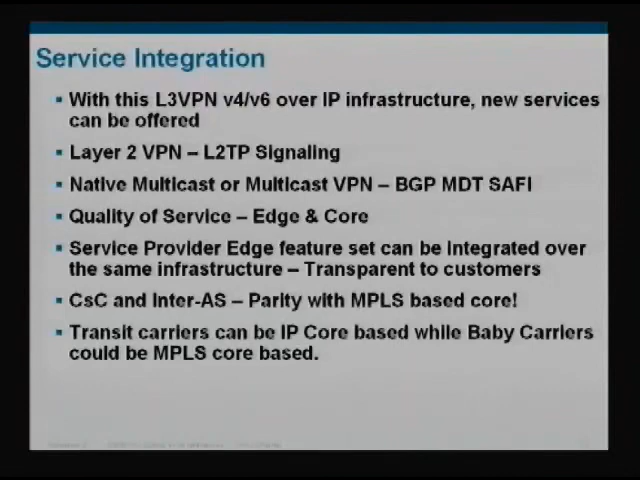 Service Integration
With this L3VPN v4/v6 over IP infrastructure, new services
can be offered
Layer 2 VPN – L2TP Signaling
Native Multicast or Multicast VPN – BGP MDT SAFI
Quality of Service – Edge & Core
Service Provider Edge feature set can be Integrated over
the same infrastructure – Transparent to customers
CsC and Inter-AS – Parity with MPLS based core!
Transit carriers can be IP Core based while Baby Carriers
could be MPLS core based.